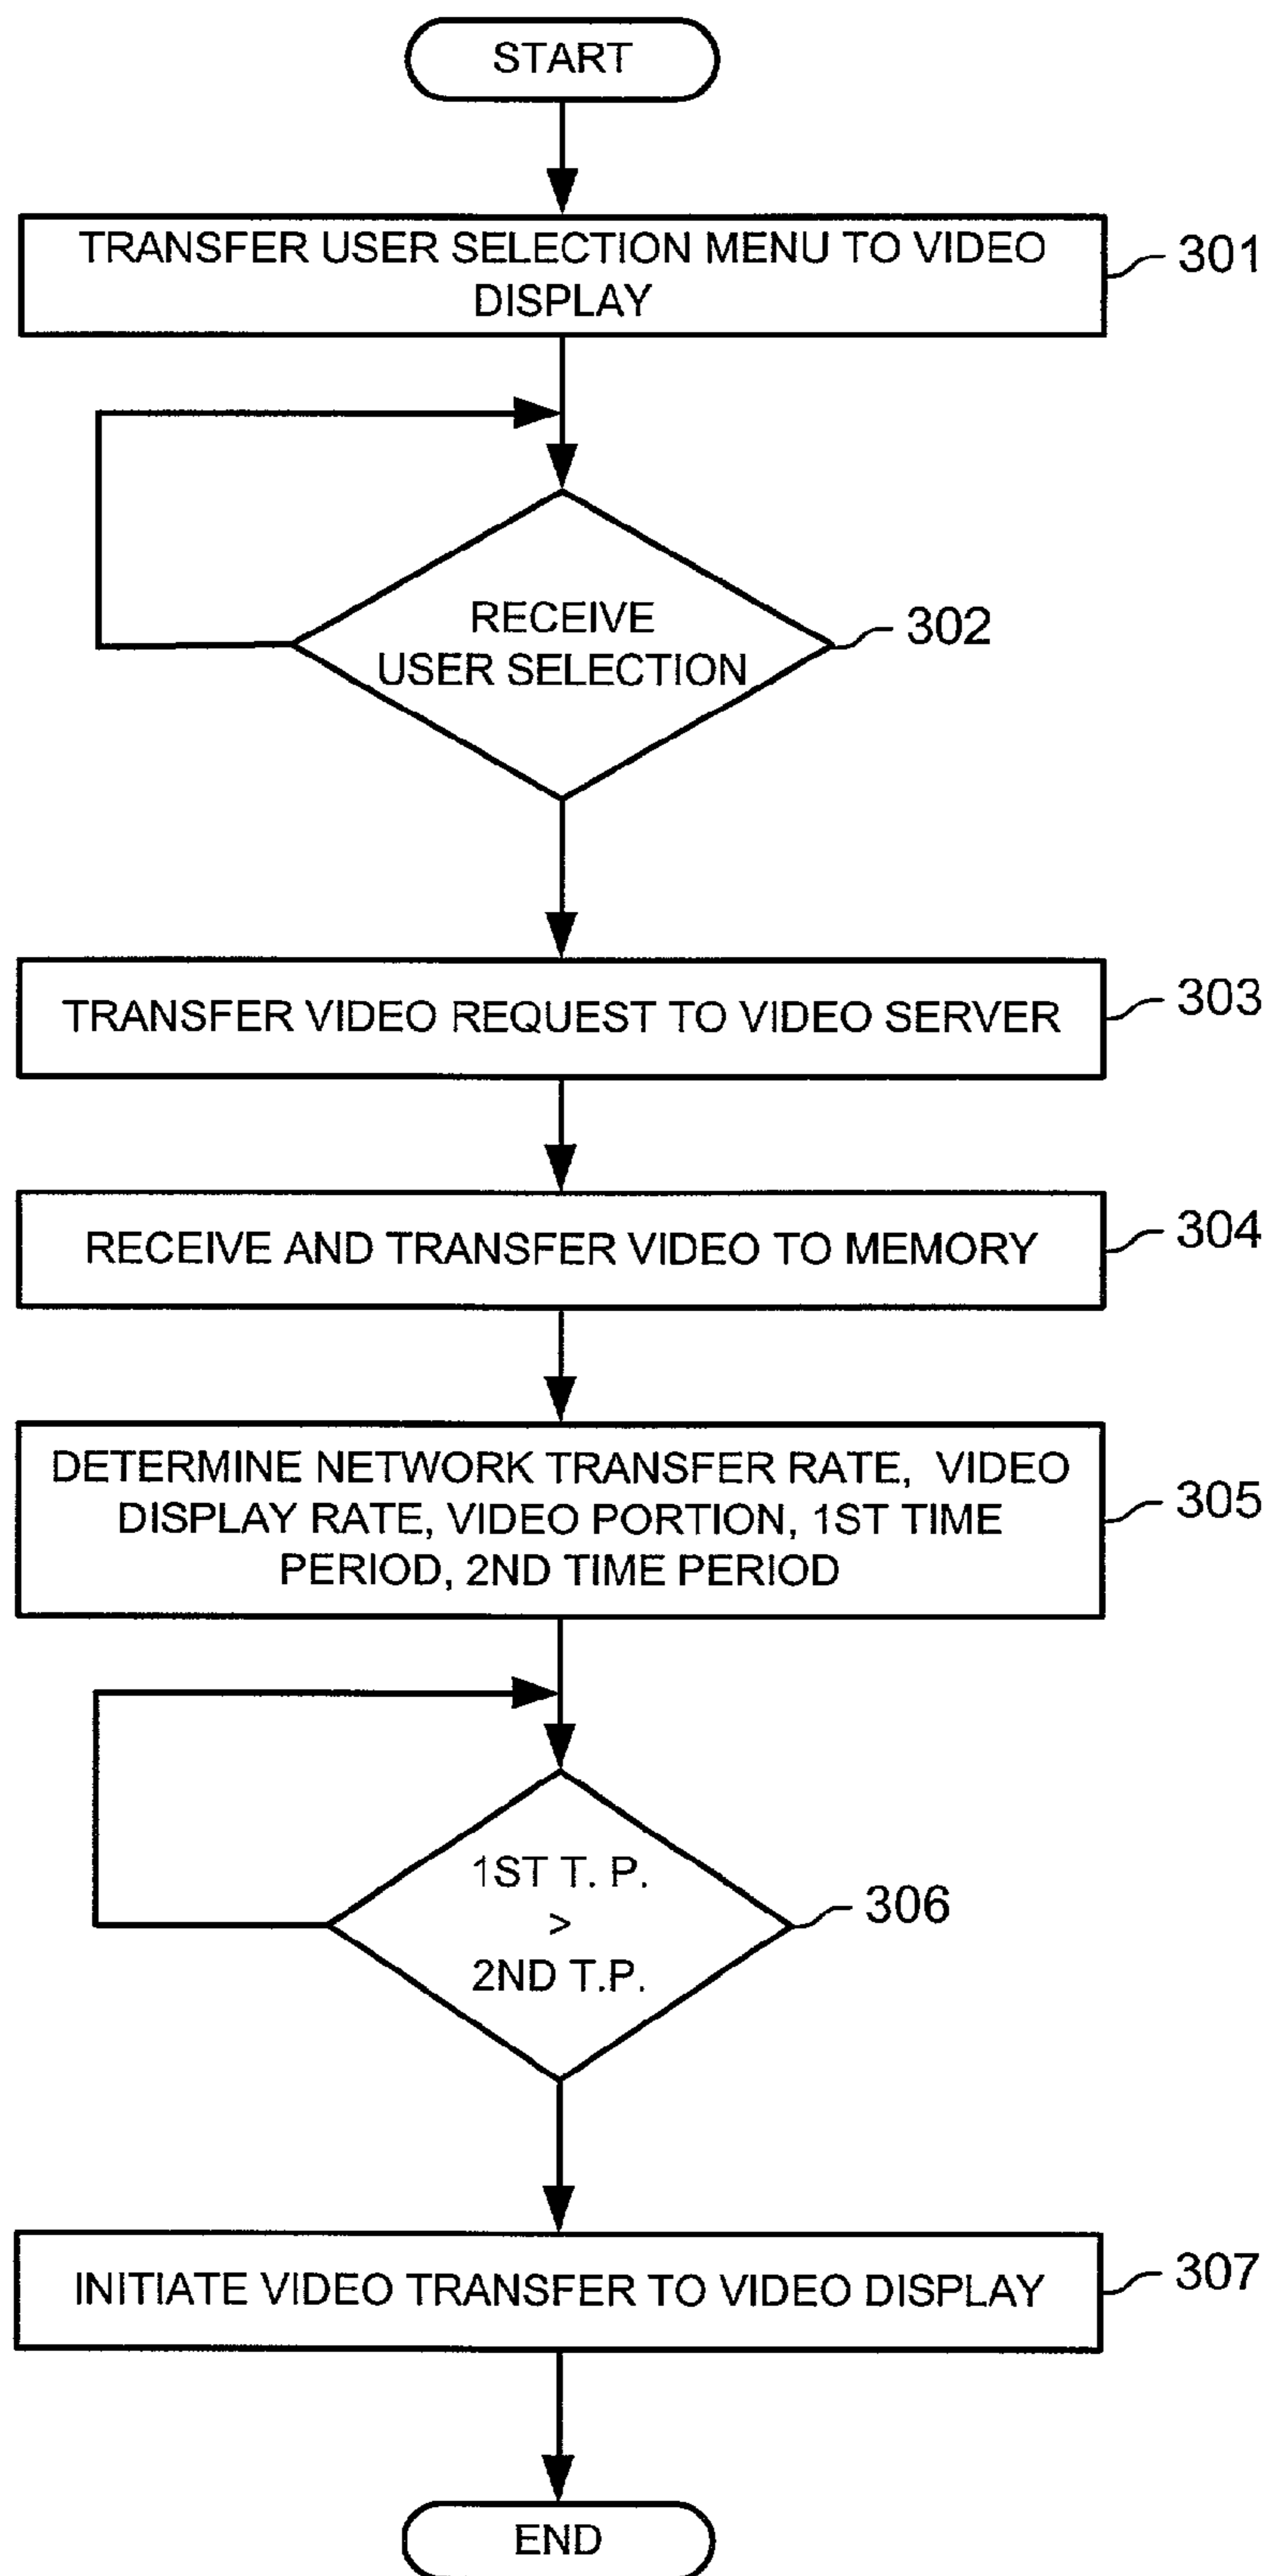 START
TRANSFER USER SELECTION MENU TO VIDEO
DISPLAY
301
RECEIVE
USER SELECTION
302
TRANSFER VIDEO REQUEST TO VIDEO SERVER
303
RECEIVE AND TRANSFER VIDEO TO MEMORY
304
DETERMINE NETWORK TRANSFER RATE, VIDEO
DISPLAY RATE, VIDEO PORTION, 1ST TIME
PERIOD, 2ND TIME PERIOD
305
1ST T. P.
>
2ND T.P.
306
INITIATE VIDEO TRANSFER TO VIDEO DISPLAY
307
END